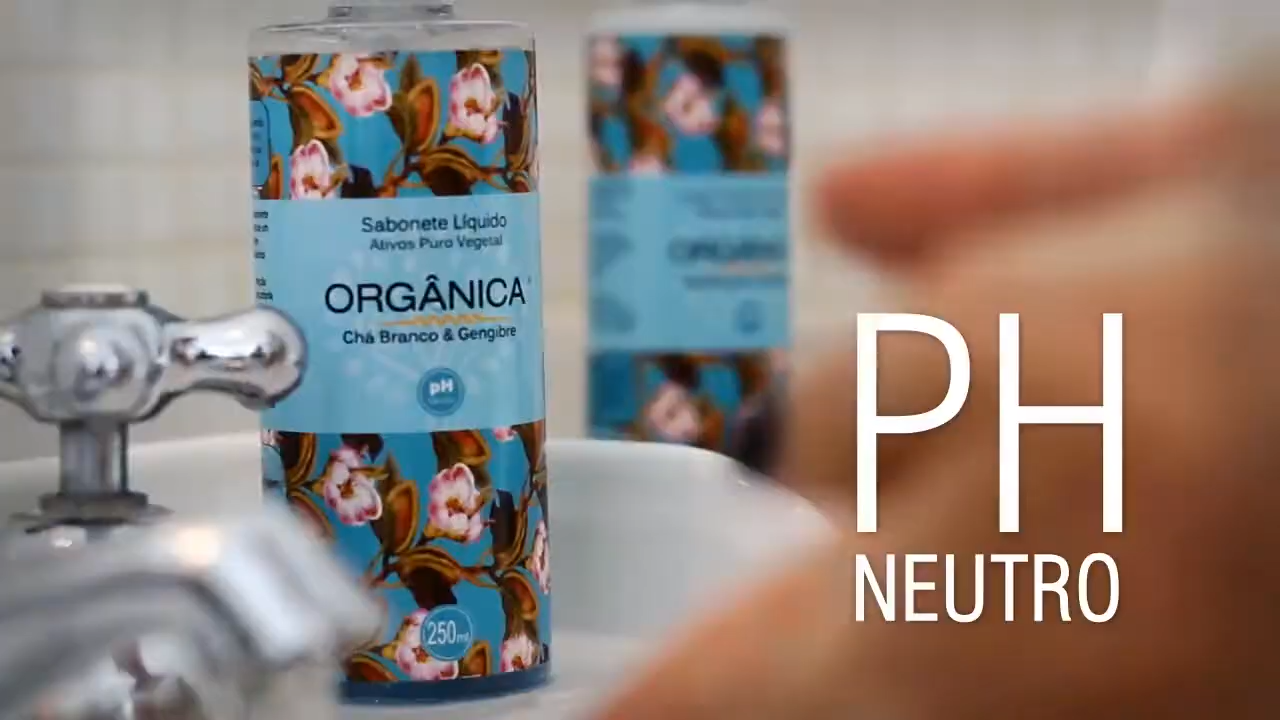 Sabonete Líquido
Ativos Puro Vegetal
ORGÂNICA
Chá Branco & Gengibre
pH
250ml
PH
NEUTRO